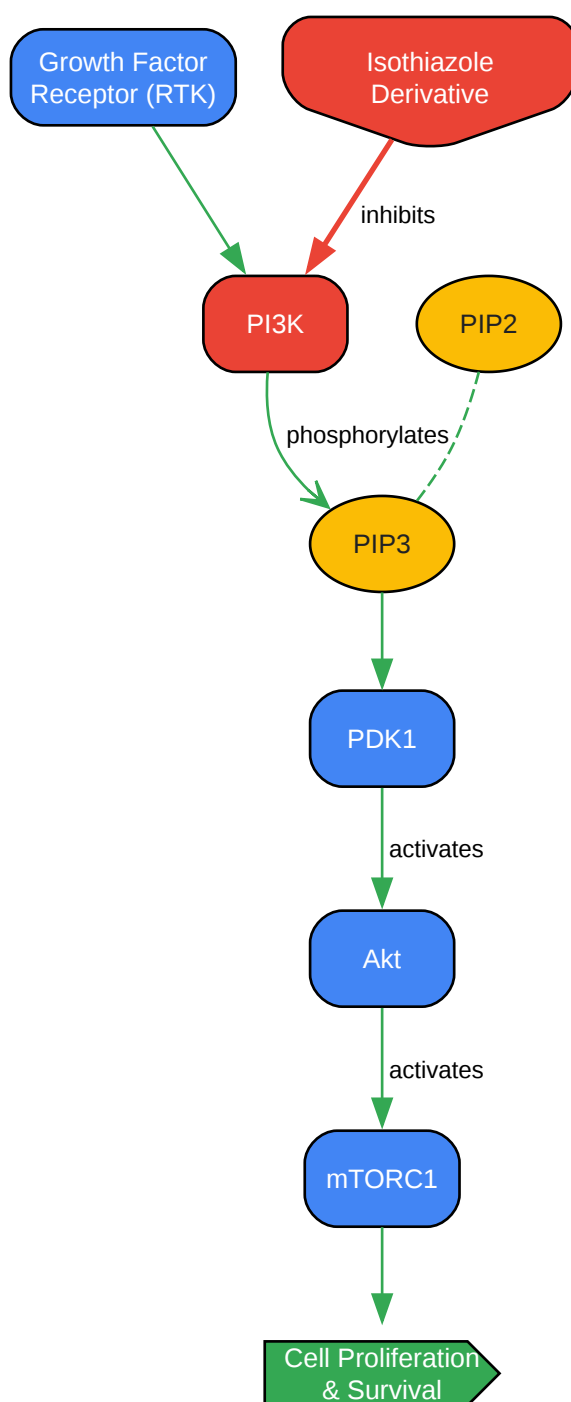 Growth Factor
Receptor (RTK)
Isothiazole
Derivative
inhibits
PI3K
PIP2
phosphorylates
PIP3
PDK1
activates
Akt
activates
mTORC1
Cell Proliferation
& Survival